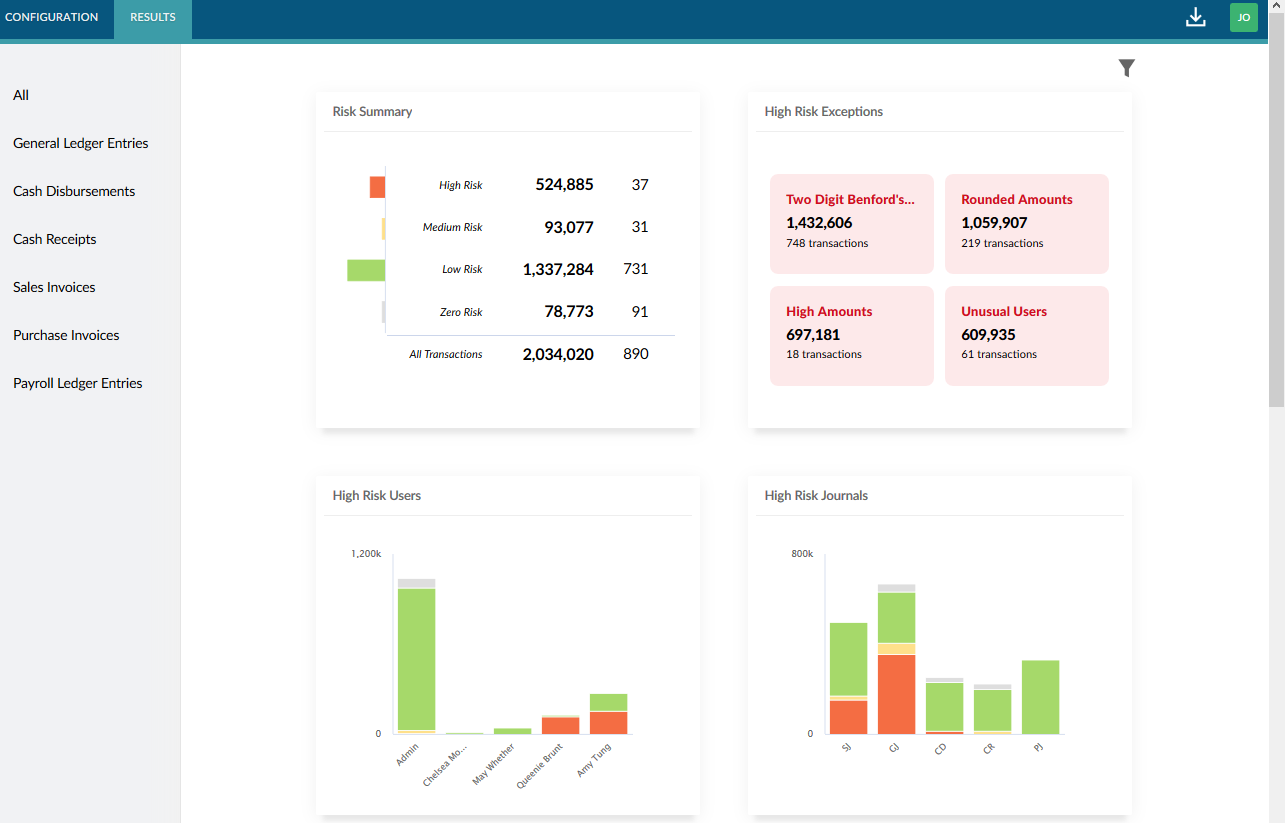 CONFIGURATION RESULTS JO
All
General Ledger Entries
Cash Disbursements
Cash Receipts
Sales Invoices
Purchase Invoices
Payroll Ledger Entries
Risk Summary
High Risk 524,885 37
Medium Risk 93,077 31
Low Risk 1,337,284 731
Zero Risk 78,773 91
All Transactions 2,034,020 890
High Risk Exceptions
Two Digit Benford's...
1,432,606
748 transactions
Rounded Amounts
1,059,907
219 transactions
High Amounts
697,181
18 transactions
Unusual Users
609,935
61 transactions
High Risk Users
1,200k
0
Admin
Chelsea Mo...
May Whether
Queenie Brunt
Amy Tung
High Risk Journals
800k
0
SJ
GJ
CD
CR
PJ